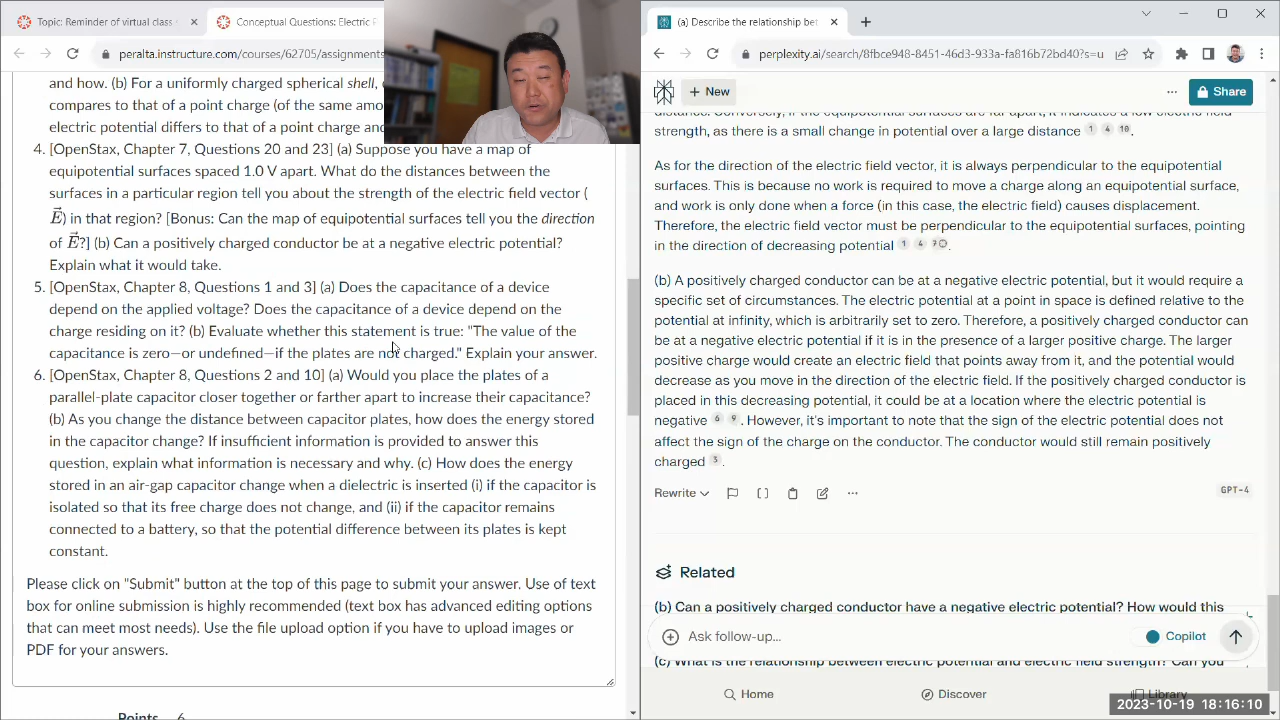 Topic: Reminder of virtual class
Conceptual Questions: Electric P
peralta.instructure.com/courses/62705/assignments
and how. (b) For a uniformly charged spherical shell,
compares to that of a point charge (of the same amo
electric potential differs to that of a point charge and
4. [OpenStax, Chapter 7, Questions 20 and 23] (a) Suppose you have a map of
equipotential surfaces spaced 1.0 V apart. What do the distances between the
surfaces in a particular region tell you about the strength of the electric field vector (
E⃗) in that region? [Bonus: Can the map of equipotential surfaces tell you the direction
of E⃗?] (b) Can a positively charged conductor be at a negative electric potential?
Explain what it would take.
5. [OpenStax, Chapter 8, Questions 1 and 3] (a) Does the capacitance of a device
depend on the applied voltage? Does the capacitance of a device depend on the
charge residing on it? (b) Evaluate whether this statement is true: "The value of the
capacitance is zero—or undefined—if the plates are not charged." Explain your answer.
6. [OpenStax, Chapter 8, Questions 2 and 10] (a) Would you place the plates of a
parallel-plate capacitor closer together or farther apart to increase their capacitance?
(b) As you change the distance between capacitor plates, how does the energy stored
in the capacitor change? If insufficient information is provided to answer this
question, explain what information is necessary and why. (c) How does the energy
stored in an air-gap capacitor change when a dielectric is inserted (i) if the capacitor is
isolated so that its free charge does not change, and (ii) if the capacitor remains
connected to a battery, so that the potential difference between its plates is kept
constant.
Please click on "Submit" button at the top of this page to submit your answer. Use of text
box for online submission is highly recommended (text box has advanced editing options
that can meet most needs). Use the file upload option if you have to upload images or
PDF for your answers.
Points 6
(a) Describe the relationship bet
perplexity.ai/search/8fbce948-8451-46d3-933a-fa816b72bd40?s=u
New
Share
distance. Conversely, if the equipotential surfaces are far apart, it indicates a low electric field
strength, as there is a small change in potential over a large distance 1 4 10.
As for the direction of the electric field vector, it is always perpendicular to the equipotential
surfaces. This is because no work is required to move a charge along an equipotential surface,
and work is only done when a force (in this case, the electric field) causes displacement.
Therefore, the electric field vector must be perpendicular to the equipotential surfaces, pointing
in the direction of decreasing potential 1 4
(b) A positively charged conductor can be at a negative electric potential, but it would require a
specific set of circumstances. The electric potential at a point in space is defined relative to the
potential at infinity, which is arbitrarily set to zero. Therefore, a positively charged conductor can
be at a negative electric potential if it is in the presence of a larger positive charge. The larger
positive charge would create an electric field that points away from it, and the potential would
decrease as you move in the direction of the electric field. If the positively charged conductor is
placed in this decreasing potential, it could be at a location where the electric potential is
negative 6 9. However, it's important to note that the sign of the electric potential does not
affect the sign of the charge on the conductor. The conductor would still remain positively
charged 3.
Rewrite
GPT-4
Related
(b) Can a positively charged conductor have a negative electric potential? How would this
Ask follow-up...
Copilot
(c) What is the relationship between electric potential and electric field strength? Can you
Home
Discover
Library
2023-10-19 18:16:10